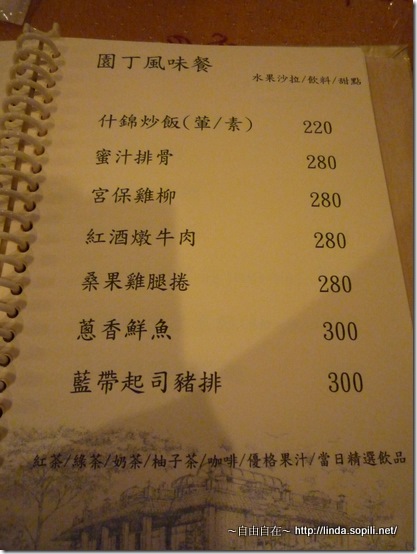 園丁風味餐
水果沙拉/飲料/甜點
什錦炒飯(葷/素) 220
蜜汁排骨 280
宮保雞柳 280
紅酒燉牛肉 280
桑果雞腿捲 280
蔥香鮮魚 300
藍帶起司豬排 300
紅茶/綠茶/奶茶/柚子茶/咖啡/優格果汁/當日精選飲品
～自由自在～ http://linda.sopili.net/